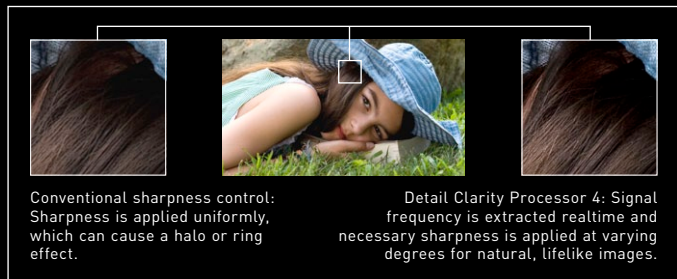 Conventional sharpness control:
Sharpness is applied uniformly,
which can cause a halo or ring
effect.
Detail Clarity Processor 4: Signal
frequency is extracted realtime and
necessary sharpness is applied at varying
degrees for natural, lifelike images.